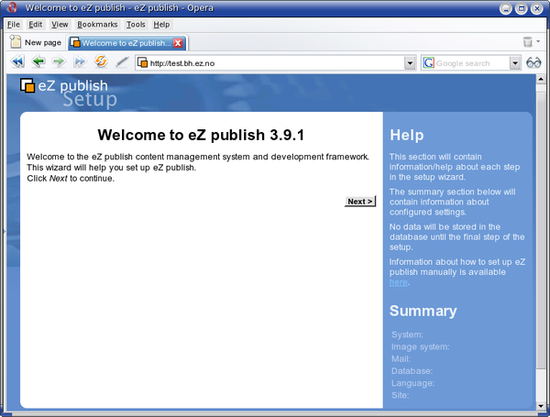 Welcome to eZ publish - eZ publish - Opera
File Edit View Bookmarks Tools Help
New page Welcome to eZ publish...
http://test.bh.ez.no Google search
eZ publish
Setup
Welcome to eZ publish 3.9.1
Welcome to the eZ publish content management system and development framework.
This wizard will help you set up eZ publish.
Click Next to continue.
Next >
Help
This section will contain
information/help about each step
in the setup wizard.
The summary section below will
contain information about
configured settings.
No data will be stored in the
database until the final step of the
setup.
Information about how to set up eZ
publish manually is available
here.
Summary
System:
Image system:
Mail:
Database:
Language:
Site: